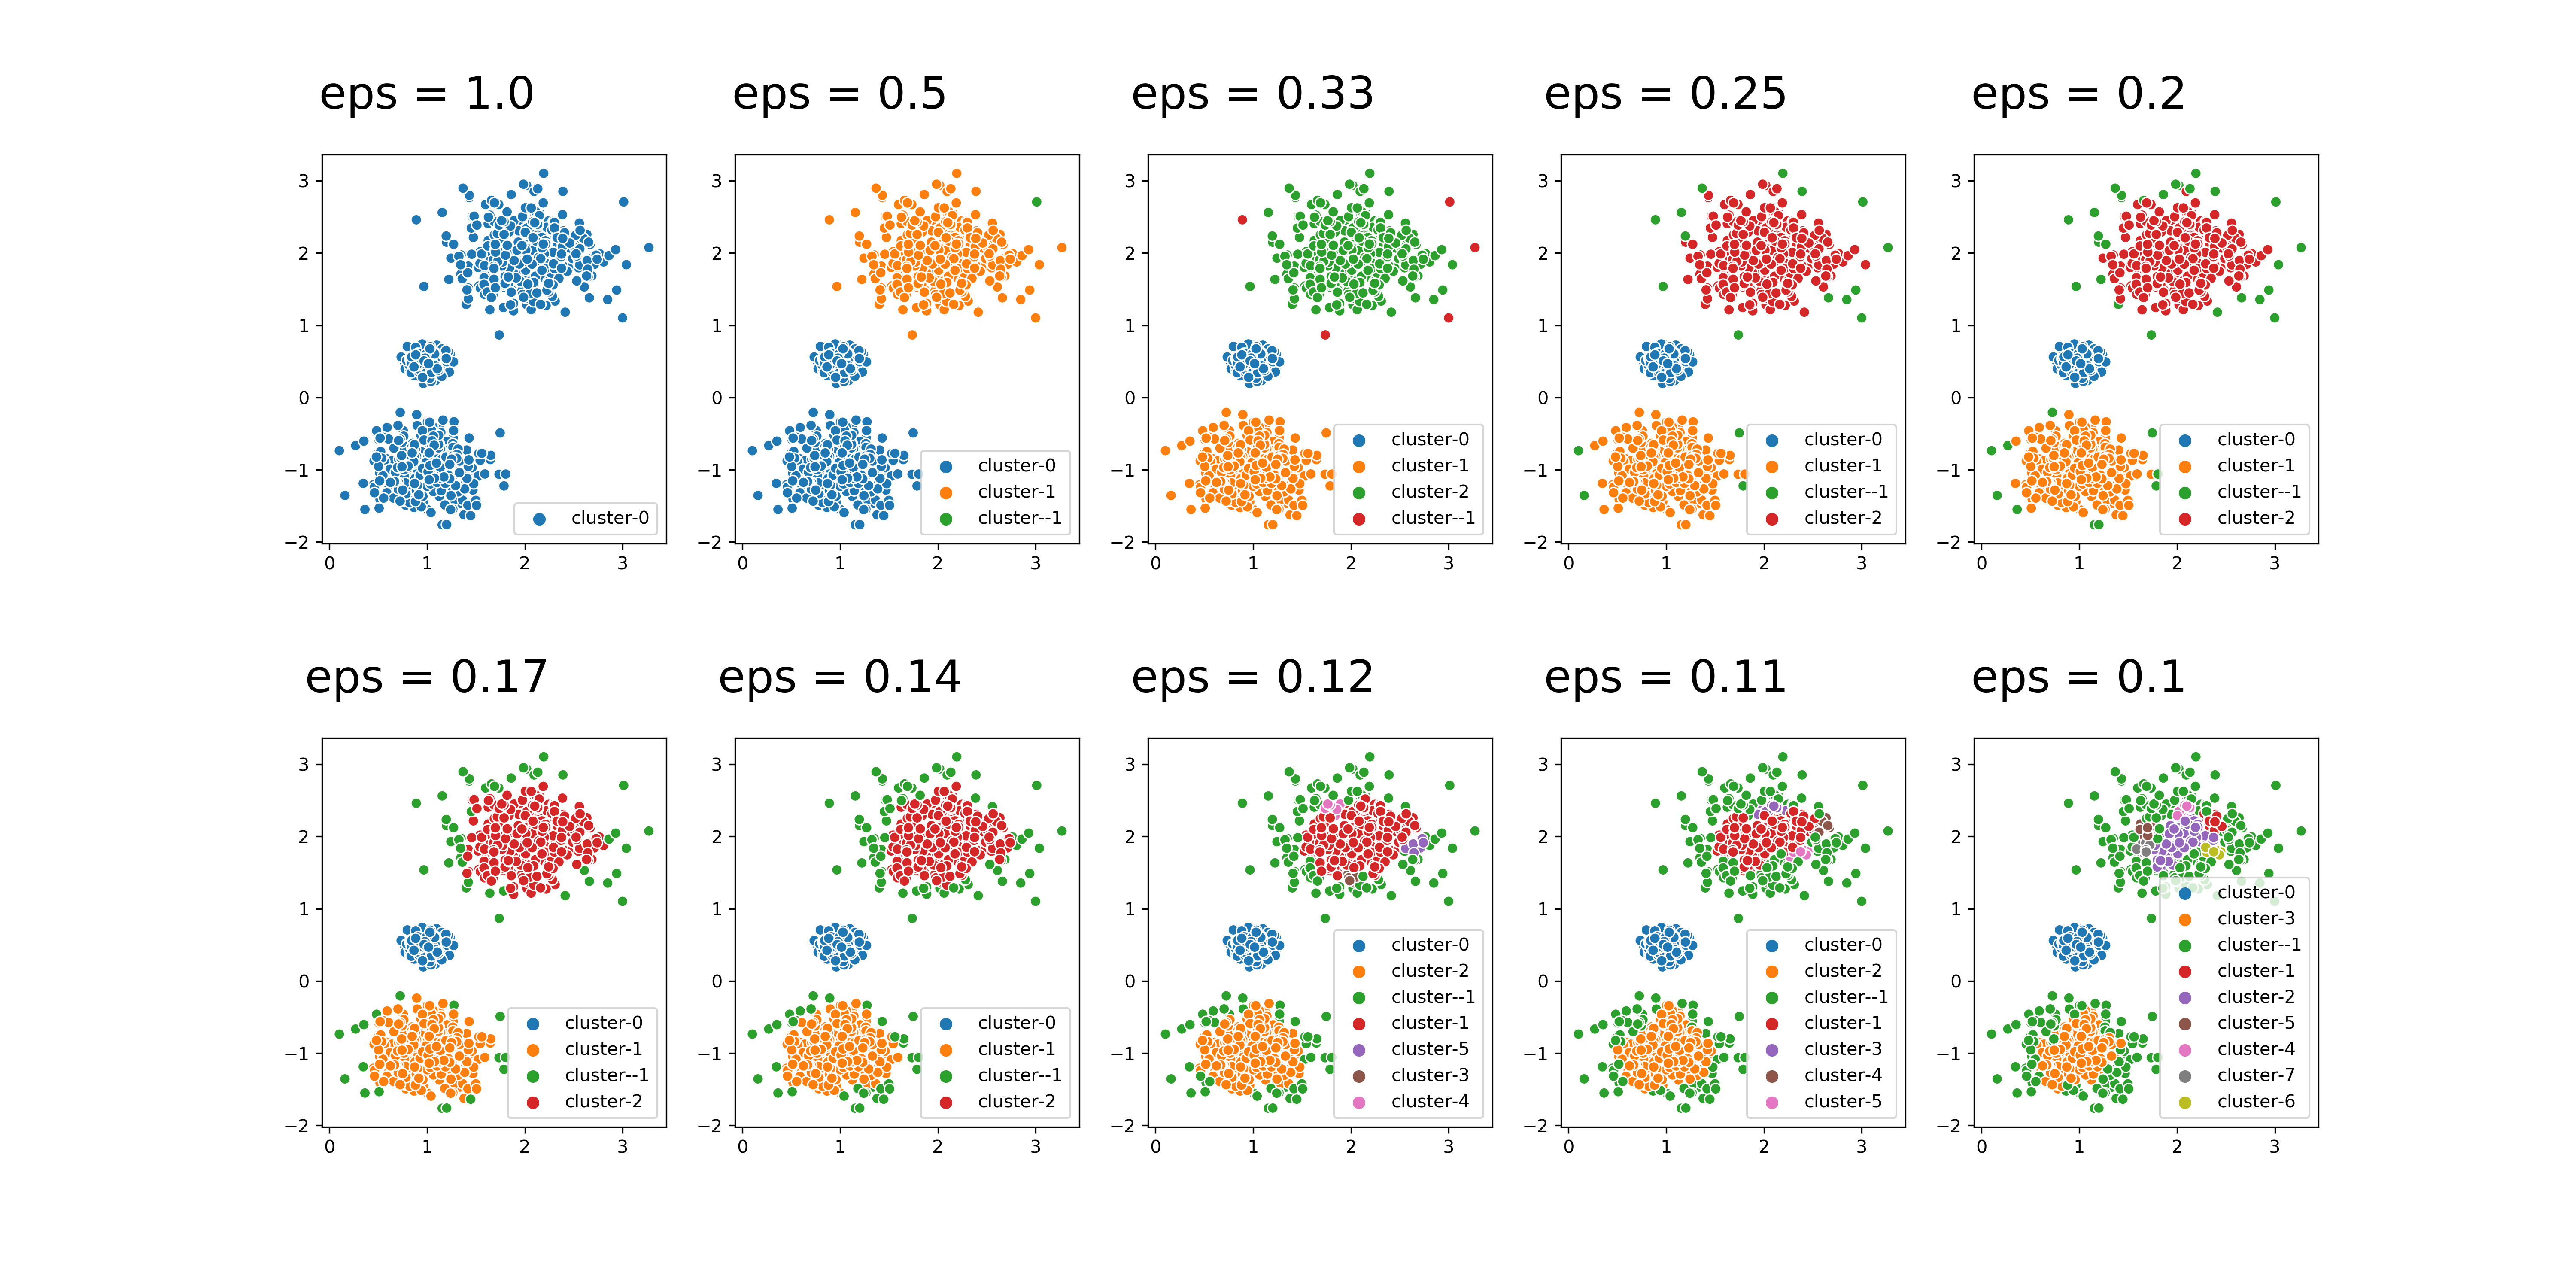 eps = 1.0
eps = 0.5
eps = 0.33
eps = 0.25
eps = 0.2
3
2
1
0
−1
−2
0 1 2 3
cluster-0
3
2
1
0
−1
−2
0 1 2 3
cluster-0
cluster-1
cluster--1
3
2
1
0
−1
−2
0 1 2 3
cluster-0
cluster-1
cluster-2
cluster--1
3
2
1
0
−1
−2
0 1 2 3
cluster-0
cluster-1
cluster--1
cluster-2
3
2
1
0
−1
−2
0 1 2 3
cluster-0
cluster-1
cluster--1
cluster-2
eps = 0.17
eps = 0.14
eps = 0.12
eps = 0.11
eps = 0.1
3
2
1
0
−1
−2
0 1 2 3
cluster-0
cluster-1
cluster--1
cluster-2
3
2
1
0
−1
−2
0 1 2 3
cluster-0
cluster-1
cluster--1
cluster-2
3
2
1
0
−1
−2
0 1 2 3
cluster-0
cluster-2
cluster--1
cluster-1
cluster-5
cluster-3
cluster-4
3
2
1
0
−1
−2
0 1 2 3
cluster-0
cluster-2
cluster--1
cluster-1
cluster-3
cluster-4
cluster-5
3
2
1
0
−1
−2
0 1 2 3
cluster-0
cluster-3
cluster--1
cluster-1
cluster-2
cluster-5
cluster-4
cluster-7
cluster-6